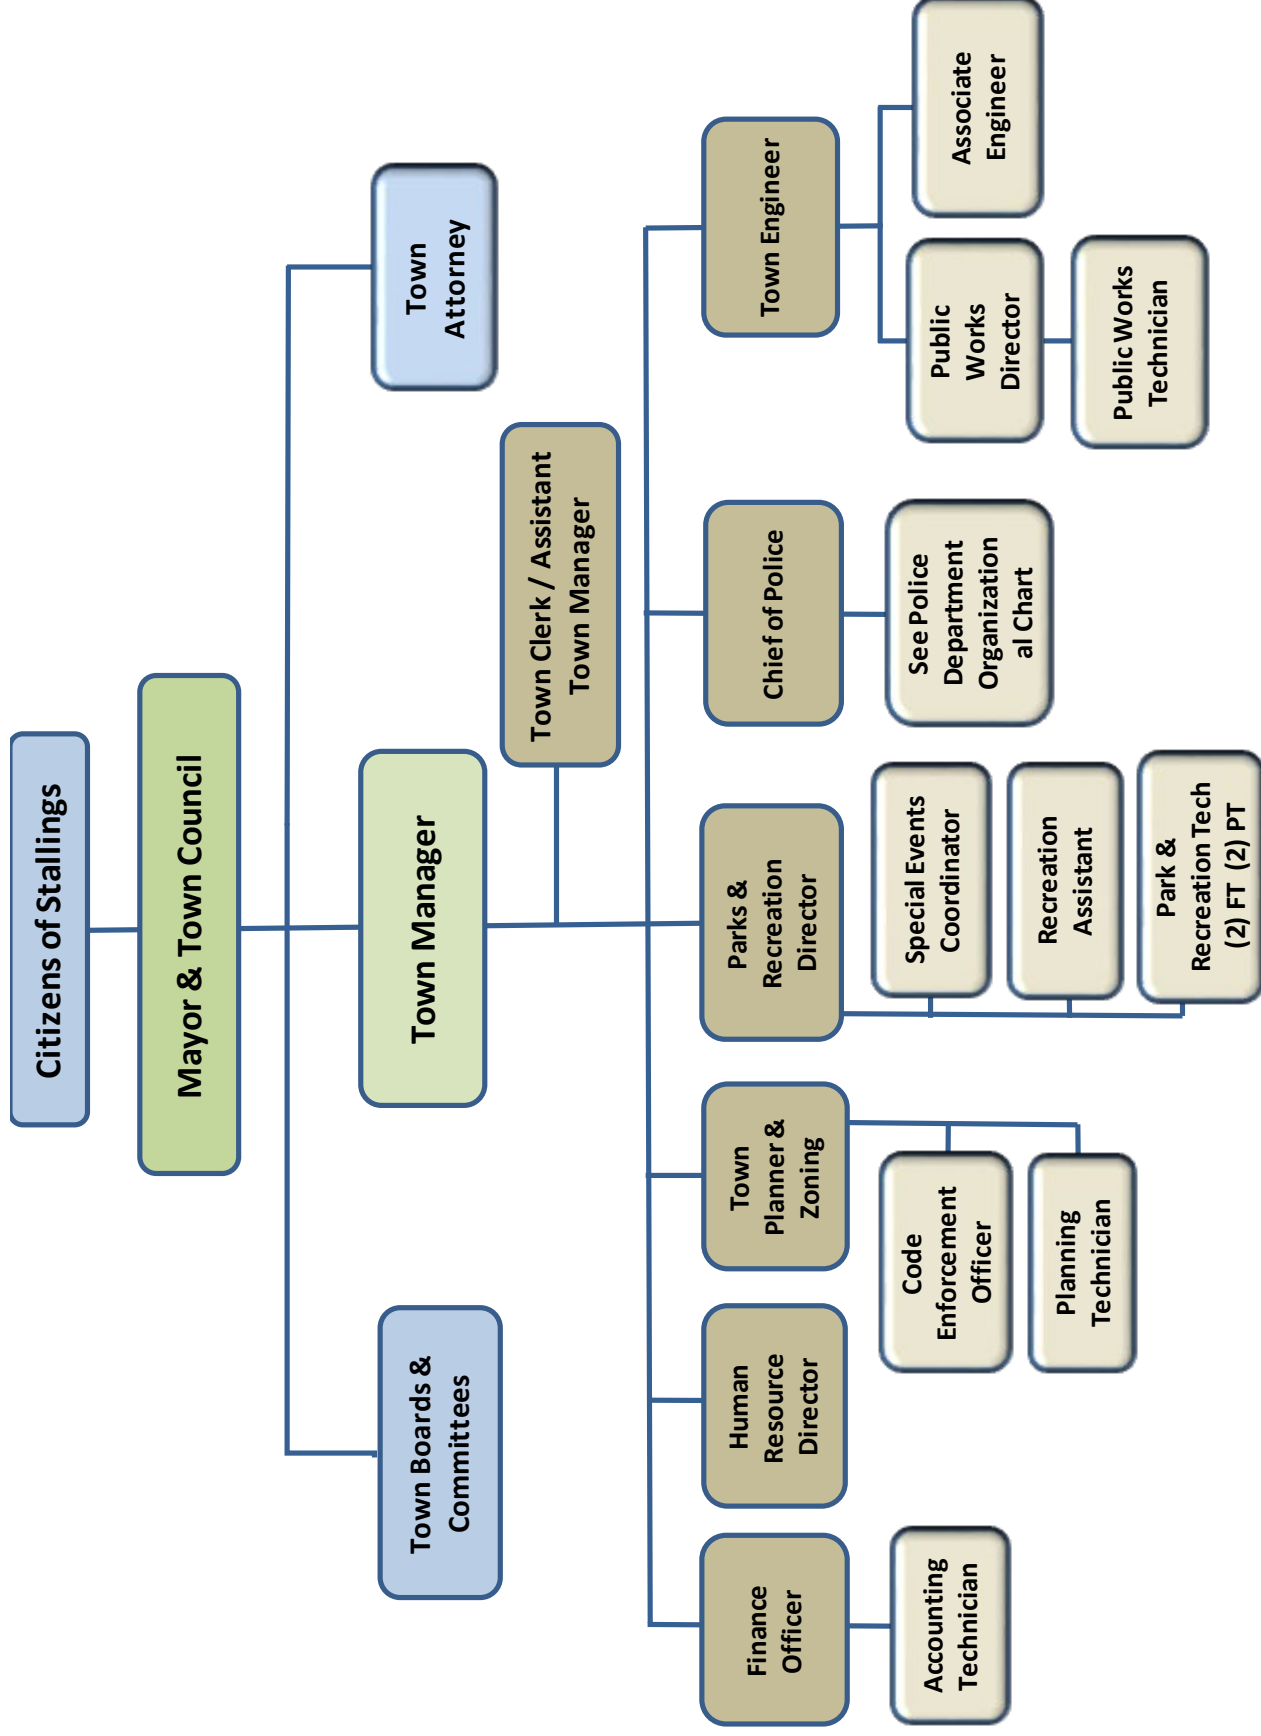 Citizens of Stallings
Mayor & Town Council
Town Boards &
Committees
Town Manager
Town
Attorney
Town Clerk / Assistant
Town Manager
Finance
Officer
Human
Resource
Director
Town
Planner &
Zoning
Parks &
Recreation
Director
Chief of Police
Town Engineer
Accounting
Technician
Code
Enforcement
Officer
Planning
Technician
Special Events
Coordinator
Recreation
Assistant
Park &
Recreation Tech
(2) FT (2) PT
See Police
Department
Organization
al Chart
Public
Works
Director
Associate
Engineer
Public Works
Technician